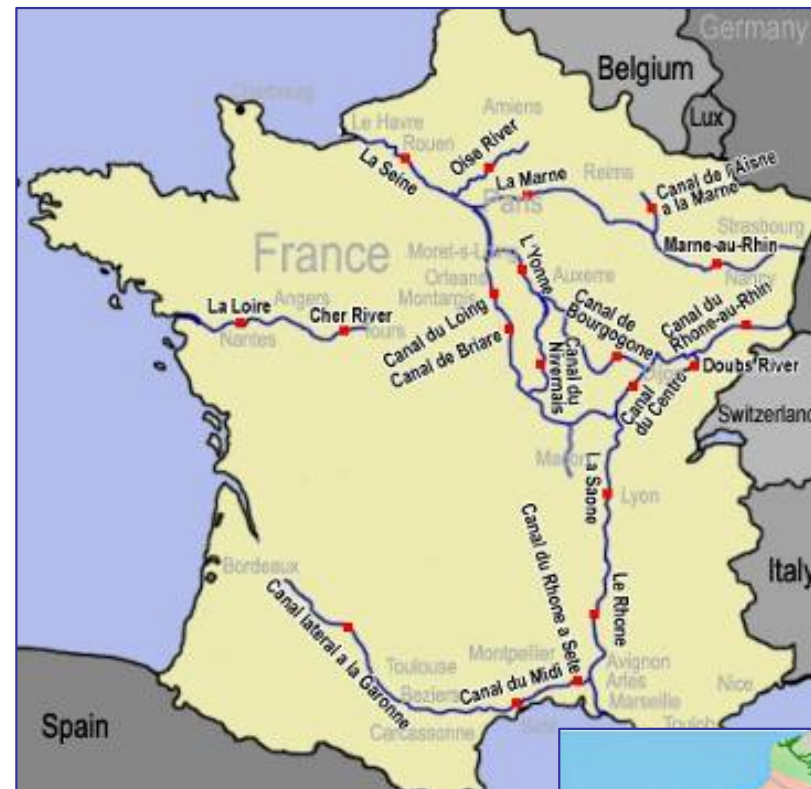 Germany
Belgium
Lux
Cherbourg
Amiens
Le Havre
Rouen
La Seine
Oise River
La Marne
Reims
Canal de l'Aisne
a la Marne
Paris
Strasbourg
Marne-au-Rhin
Nancy
France
Moret-s-Loing
L'Yonne
Auxerre
Orleans
Montargis
Canal du Loing
Canal de Briare
Canal de
Bourgogone
Canal du
Rhone-au-Rhin
Canal du
Nivernais
Doubs River
Canal
du Centre
La Loire
Angers
Cher River
Nantes
Tours
Switzerland
Macon
La Saone
Lyon
Italy
Bordeaux
Canal lateral a la Garonne
Canal du Rhone a Sete
Le Rhone
Toulouse
Montpellier
Avignon
Beziers
Canal du Midi
Arles
Marseille
Nice
Carcassonne
Spain